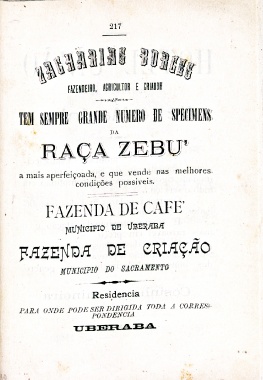 217
ZACHARIAS BORGES
FAZENDEIRO, AGRICULTOR E CRIADOR
TEM SEMPRE GRANDE NUMERO DE SPECIMENS
DA
RAÇA ZEBU'
a mais aperfeiçoada, e que vende nas melhores
condições possiveis.
FAZENDA DE CAFE'
MUNICIPIO DE UBERABA
FAZENDA DE CRIAÇÃO
MUNICIPIO DO SACRAMENTO
Residencia
PARA ONDE PODE SER DIRIGIDA TODA A CORRES-
PONDENCIA
UBERABA